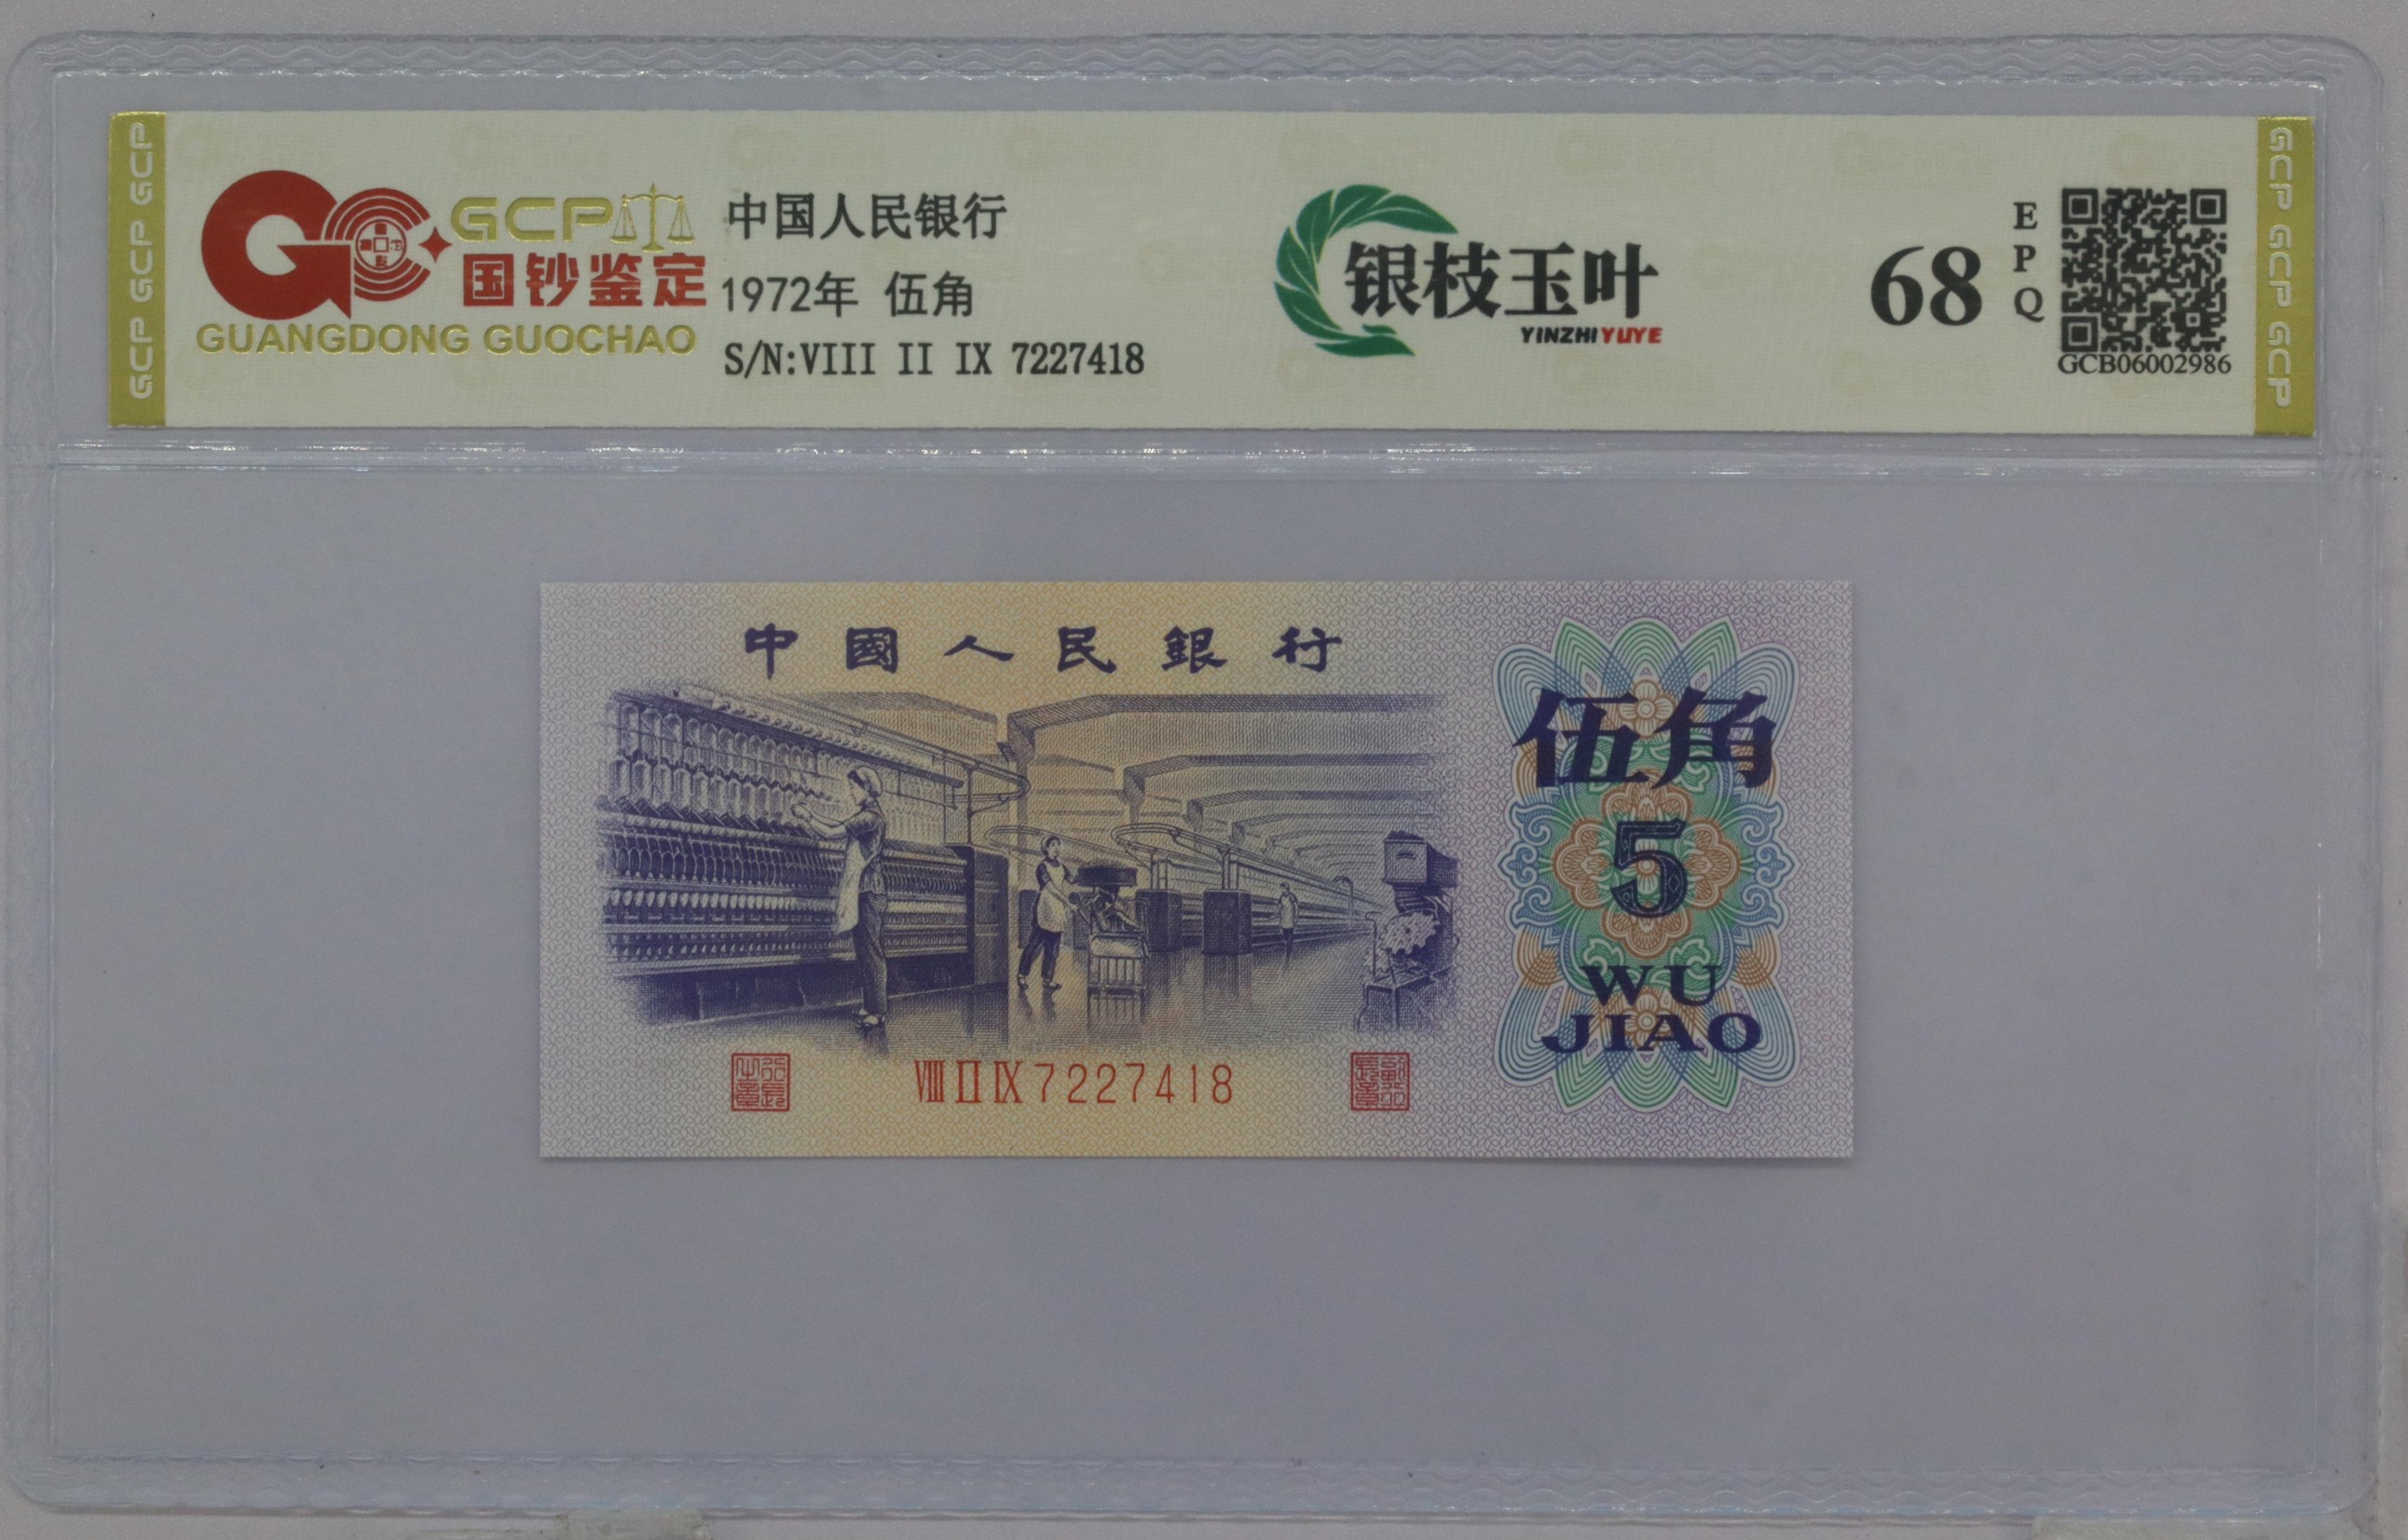 GCP GCP GCP
GCP
国钞鉴定
GUANGDONG GUOCHAO
中国人民银行
1972年 伍角
S/N:VIII II IX 7227418
银枝玉叶
YINZHIYUYE
68
EPQ
GCB06002986
GCP GCP GCP
中國人民銀行
伍角
5
WU
JIAO
VIII II IX 7227418